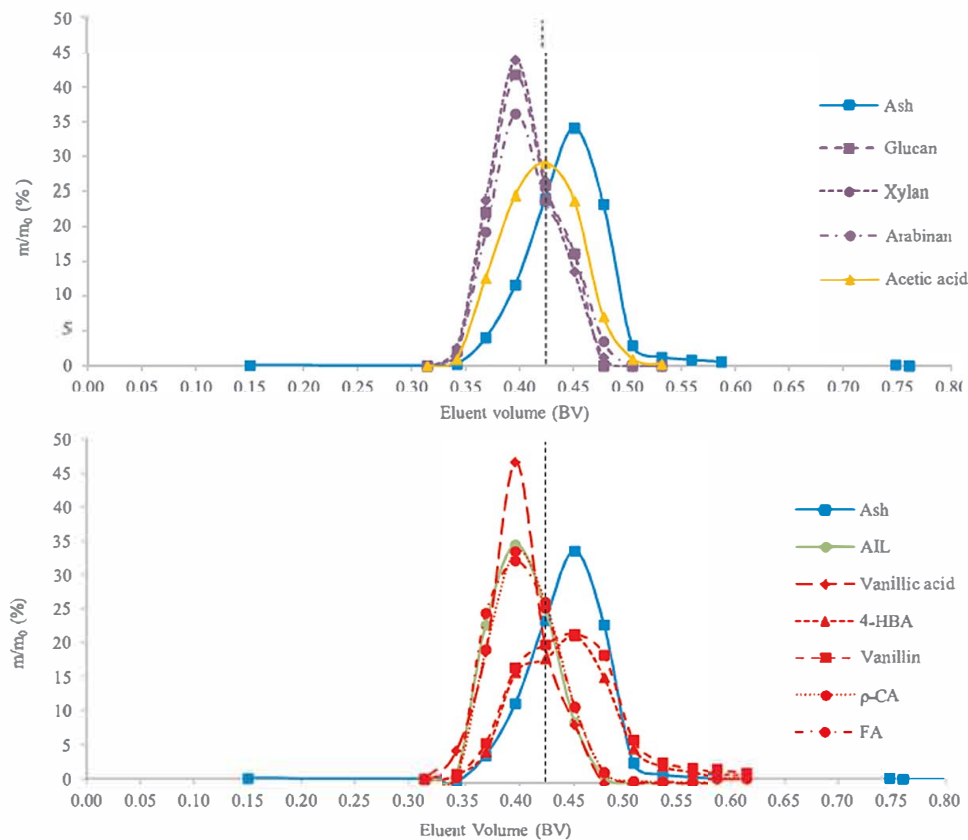 50
45
40
35
30
25
20
15
10
5
0
m/m₀ (%)
0.00 0.10 0.15 0.20 0.25 0.30 0.35 0.40 0.45 0.50 0.55 0.60 0.65 0.70 0.75 0.80
Eluent volume (BV)
Ash
Glucan
Xylan
Arabinan
Acetic acid
50
45
40
35
30
25
20
15
10
5
0
m/m₀ (%)
0.00 0.10 0.15 0.20 0.25 0.30 0.35 0.40 0.45 0.50 0.55 0.60 0.65 0.70 0.75 0.80
Eluent Volume (BV)
Ash
AIL
Vanillic acid
4-HBA
Vanillin
ρ-CA
FA